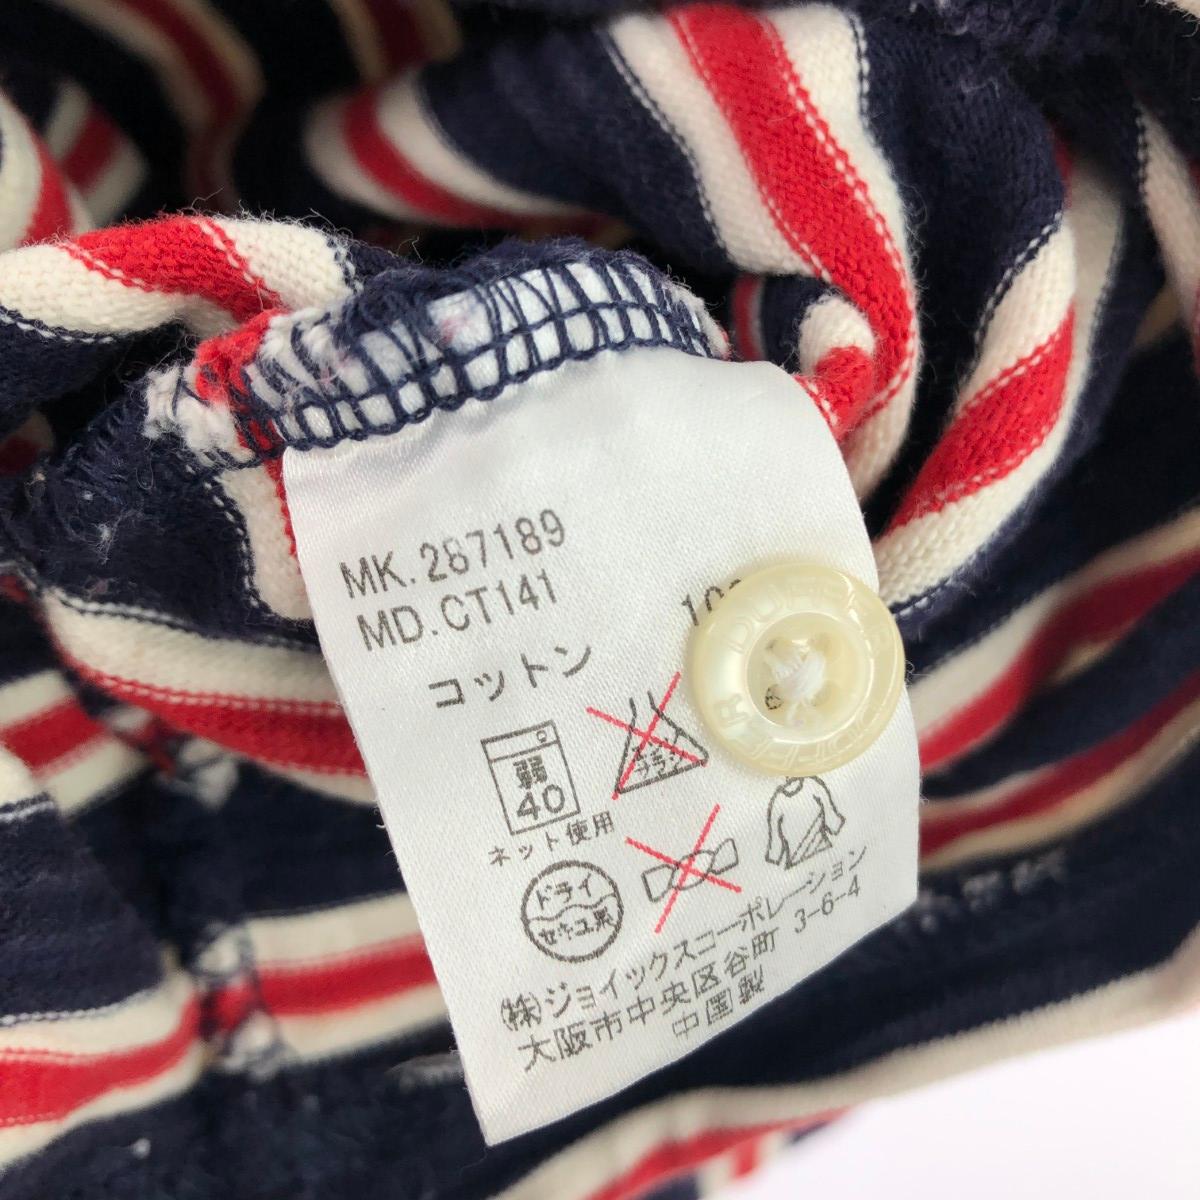 MK.287189
MD.CT141
コットン
弱
40
ネット使用
ドライ
セキユ系
(株)ジョイックスコーポレーション
大阪市中央区谷町 3-6-4
中国製